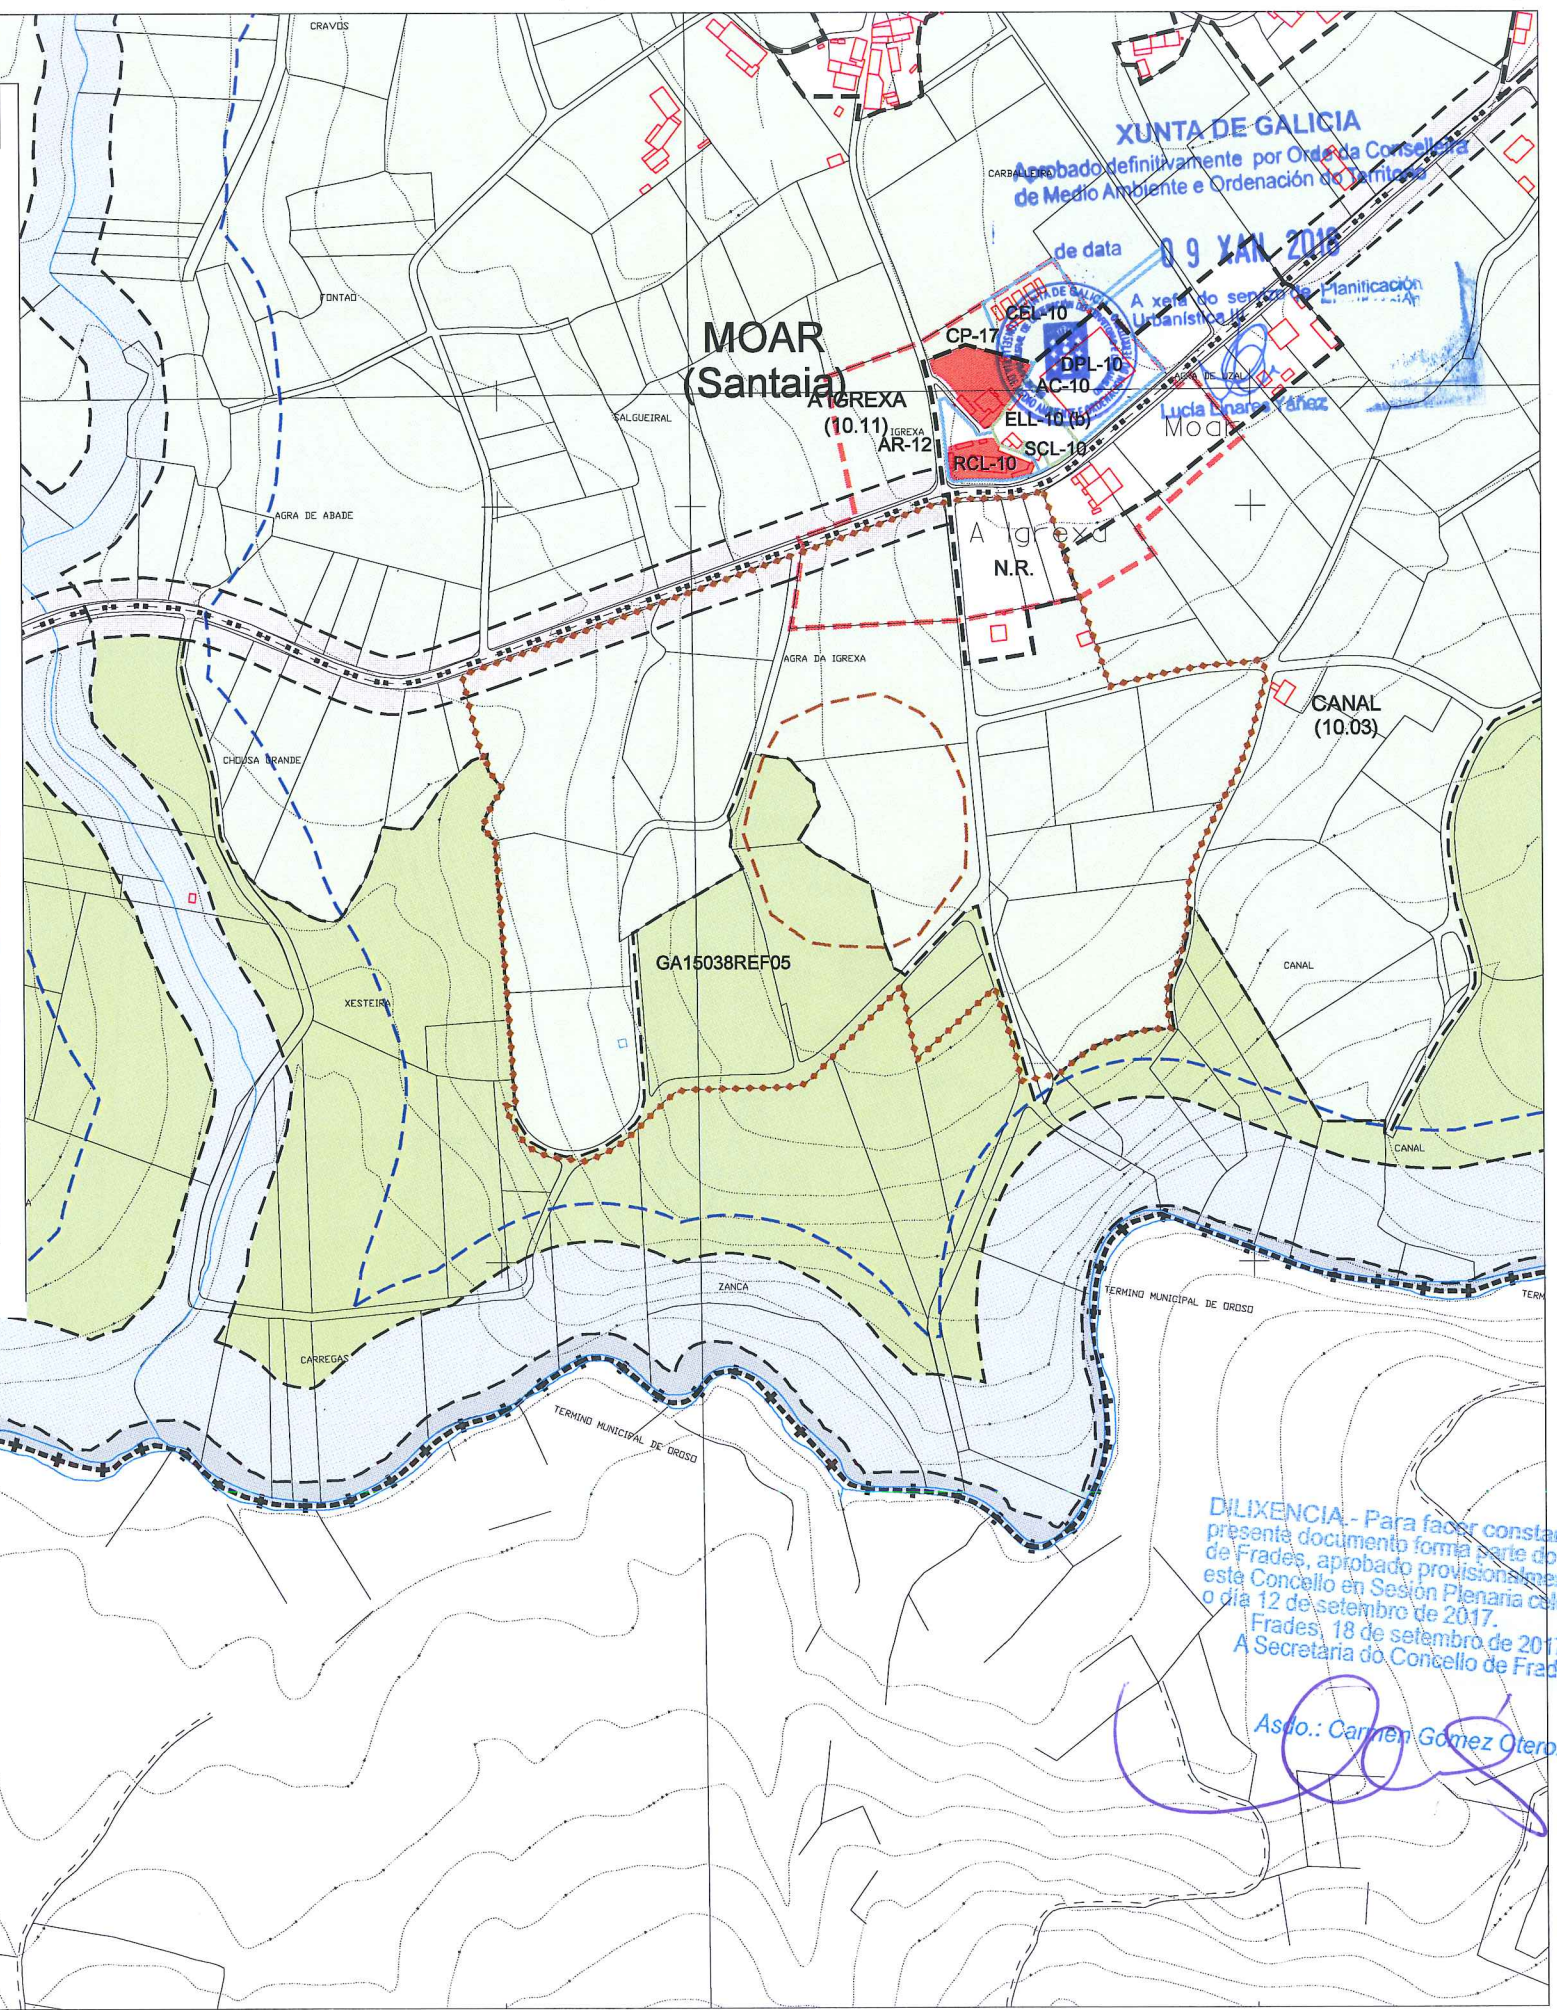 CRAVOS
XUNTA DE GALICIA
Aprobado definitivamente por Orde da Conselleira
de Medio Ambiente e Ordenación do Territorio
CARBALLEIRA
de data 09 XAN. 2018
A xefa do servizo de Planificación
Urbanística III
Lucía Linares Yáñez
FONTAO
MOAR
(Santaia)
CEL-10
CP-17
DPL-10
AC-10
AGRA DE UZAL
A IGREXA
(10.11)
IGREXA
AR-12
ELL-10 (b)
SCL-10
RCL-10
Moar
SALGUEIRAL
AGRA DE ABADE
A Igrexa
N.R.
AGRA DA IGREXA
CANAL
(10.03)
CHOUSA GRANDE
GA15038REF05
XESTEIRA
CANAL
CANAL
ZANCA
TERMINO MUNICIPAL DE OROSO
TERM
CARREGAS
TERMINO MUNICIPAL DE OROSO
DILIXENCIA.- Para facer constar
presente documento forma parte do
de Frades, aprobado provisionalme
este Concello en Sesión Plenaria cel
o día 12 de setembro de 2017.
Frades, 18 de setembro de 2017
A Secretaria do Concello de Frad
Asdo.: Carmen Gómez Otero